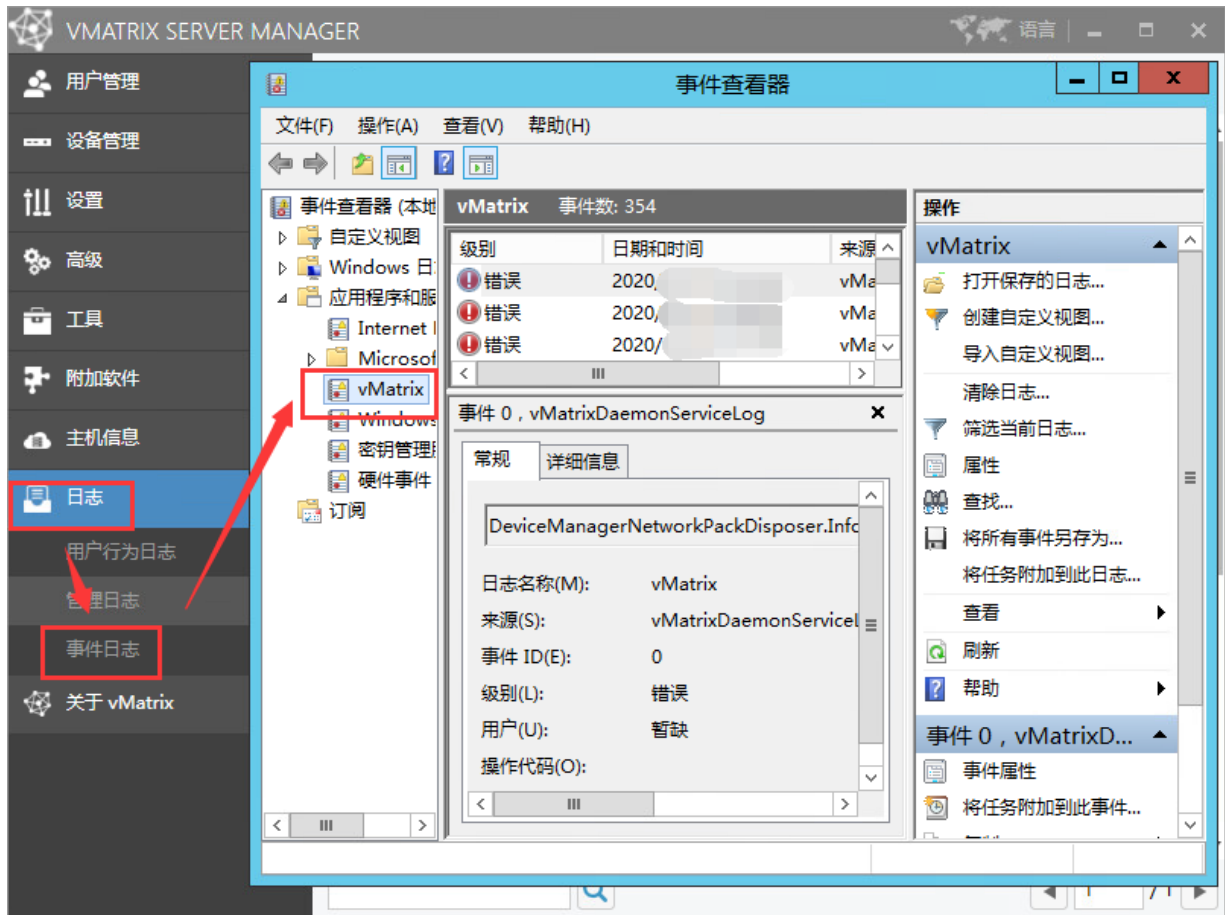 VMATRIX SERVER MANAGER
语言
用户管理
设备管理
设置
高级
工具
附加软件
主机信息
日志
用户行为日志
管理日志
事件日志
关于 vMatrix
事件查看器
文件(F) 操作(A) 查看(V) 帮助(H)
事件查看器 (本地
自定义视图
Windows 日
应用程序和服
Internet
Microsof
vMatrix
Windows
密钥管理
硬件事件
订阅
vMatrix 事件数: 354
级别 日期和时间 来源
错误 2020/ vMa
错误 2020/ vMa
错误 2020/ vMa
事件 0，vMatrixDaemonServiceLog
常规 详细信息
DeviceManagerNetworkPackDisposer.Info
日志名称(M): vMatrix
来源(S): vMatrixDaemonServiceL
事件 ID(E): 0
级别(L): 错误
用户(U): 暂缺
操作代码(O):
操作
vMatrix
打开保存的日志...
创建自定义视图...
导入自定义视图...
清除日志...
筛选当前日志...
属性
查找...
将所有事件另存为...
将任务附加到此日志...
查看
刷新
帮助
事件 0，vMatrixD...
事件属性
将任务附加到此事件...
1 / 1